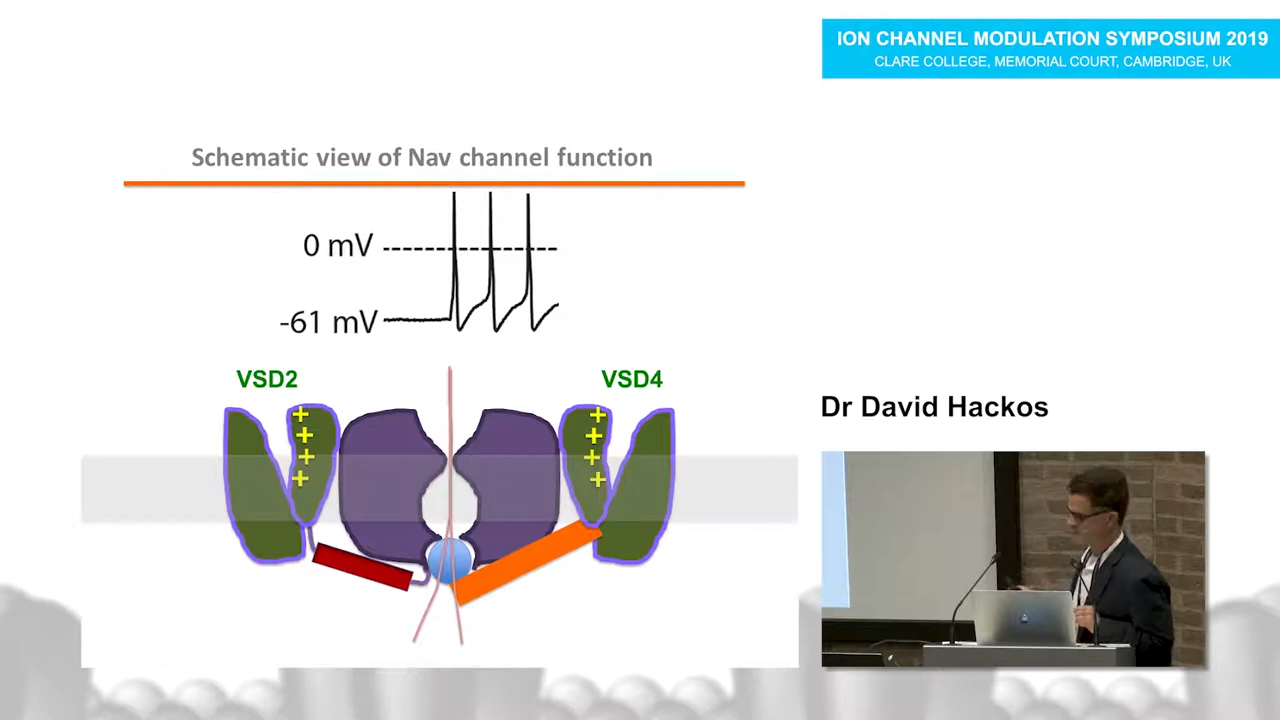 ION CHANNEL MODULATION SYMPOSIUM 2019
CLARE COLLEGE, MEMORIAL COURT, CAMBRIDGE, UK
Schematic view of Nav channel function
0 mV
-61 mV
VSD2
VSD4
+ +
+ +
+ +
+ +
Dr David Hackos